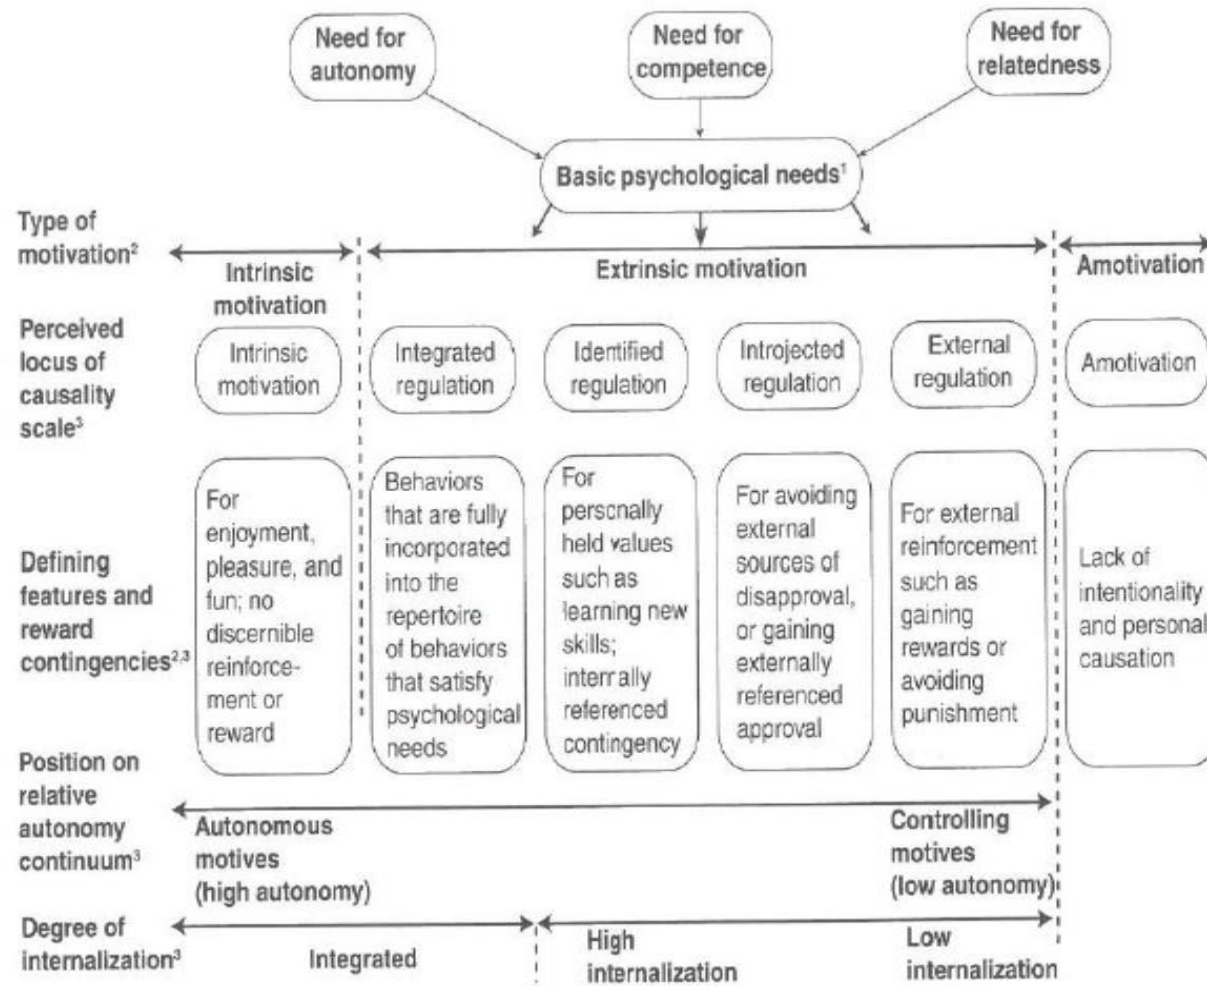 Need for
autonomy
Need for
competence
Need for
relatedness
Basic psychological needs¹
Type of
motivation²
Intrinsic
motivation
Extrinsic motivation
Amotivation
Perceived
locus of
causality
scale³
Intrinsic
motivation
Integrated
regulation
Identified
regulation
Introjected
regulation
External
regulation
Amotivation
Defining
features and
reward
contingencies²,³
For
enjoyment,
pleasure, and
fun; no
discernible
reinforce-
ment or
reward
Behaviors
that are fully
incorporated
into the
repertoire
of behaviors
that satisfy
psychological
needs
For
personally
held values
such as
learning new
skills;
internally
referenced
contingency
For avoiding
external
sources of
disapproval,
or gaining
externally
referenced
approval
For external
reinforcement
such as
gaining
rewards or
avoiding
punishment
Lack of
intentionality
and personal
causation
Position on
relative
autonomy
continuum³
Autonomous
motives
(high autonomy)
Controlling
motives
(low autonomy)
Degree of
internalization³
Integrated
High
internalization
Low
internalization